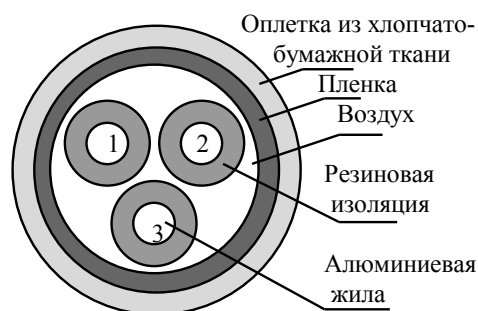 Оплетка из хлопчато-
бумажной ткани
Пленка
Воздух
1
2
Резиновая
изоляция
3
Алюминиевая
жила